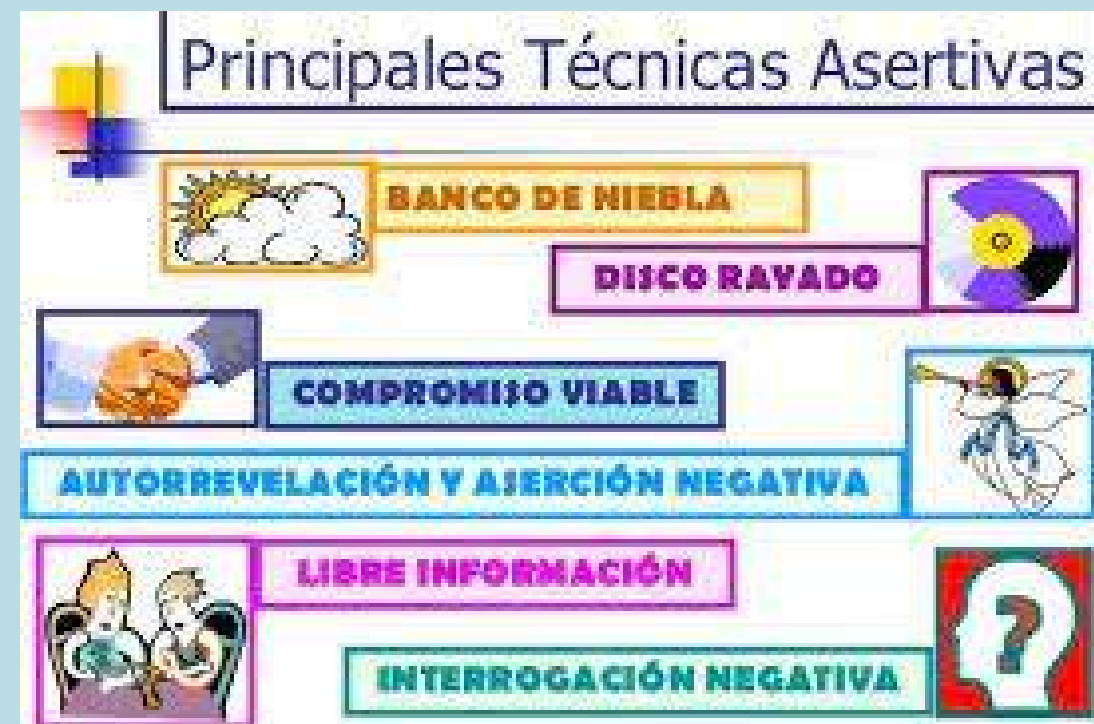 Principales Técnicas Asertivas
BANCO DE NIEBLA
DISCO RAYADO
COMPROMISO VIABLE
AUTORREVELACIÓN Y ASERCIÓN NEGATIVA
LIBRE INFORMACIÓN
INTERROGACIÓN NEGATIVA
?